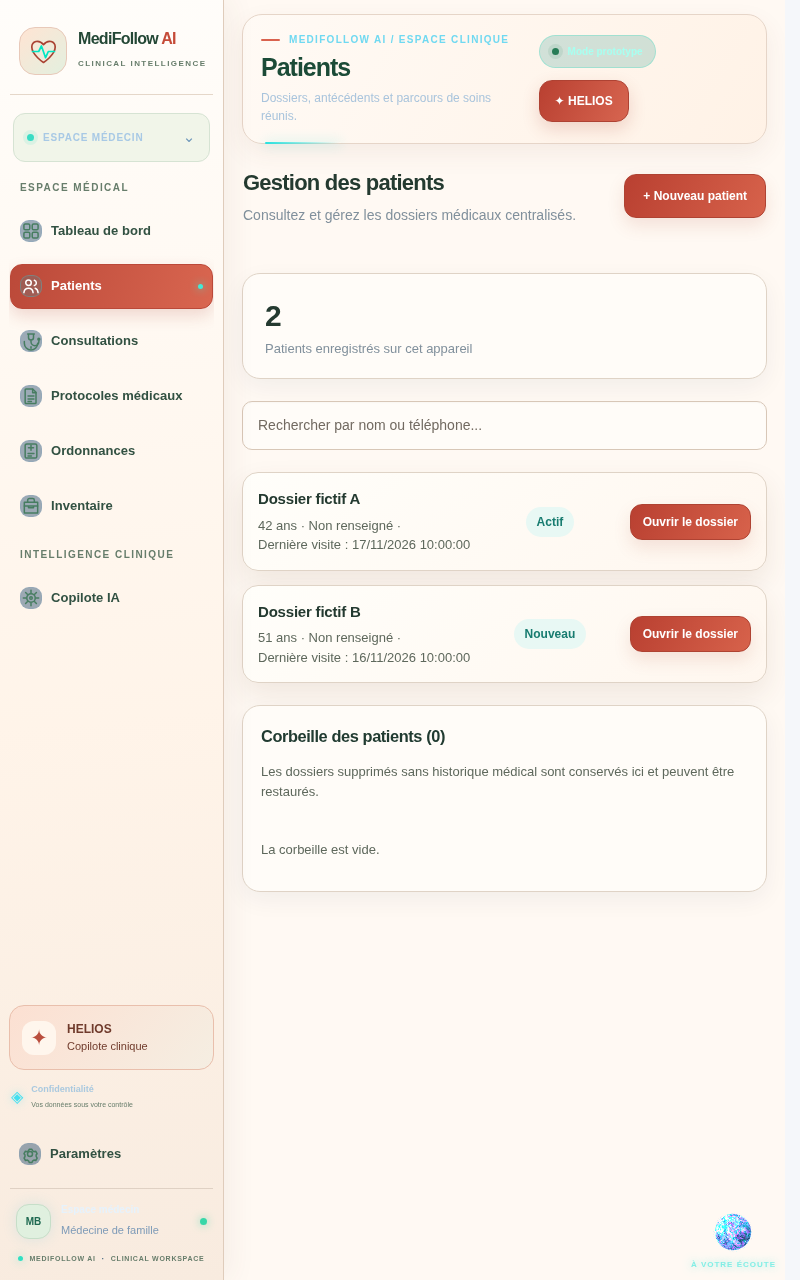 MediFollow AI
CLINICAL INTELLIGENCE
ESPACE MÉDECIN
ESPACE MÉDICAL
Tableau de bord
Patients
Consultations
Protocoles médicaux
Ordonnances
Inventaire
INTELLIGENCE CLINIQUE
Copilote IA
HELIOS
Copilote clinique
Confidentialité
Vos données sous votre contrôle
Paramètres
MB
Médecine de famille
MEDIFOLLOW AI · CLINICAL WORKSPACE
MEDIFOLLOW AI / ESPACE CLINIQUE
Patients
Dossiers, antécédents et parcours de soins
réunis.
Mode prototype
✦ HELIOS
Gestion des patients
Consultez et gérez les dossiers médicaux centralisés.
+ Nouveau patient
2
Patients enregistrés sur cet appareil
Rechercher par nom ou téléphone...
Dossier fictif A
42 ans · Non renseigné ·
Dernière visite : 17/11/2026 10:00:00
Actif
Ouvrir le dossier
Dossier fictif B
51 ans · Non renseigné ·
Dernière visite : 16/11/2026 10:00:00
Nouveau
Ouvrir le dossier
Corbeille des patients (0)
Les dossiers supprimés sans historique médical sont conservés ici et peuvent être
restaurés.
La corbeille est vide.
À VOTRE ÉCOUTE